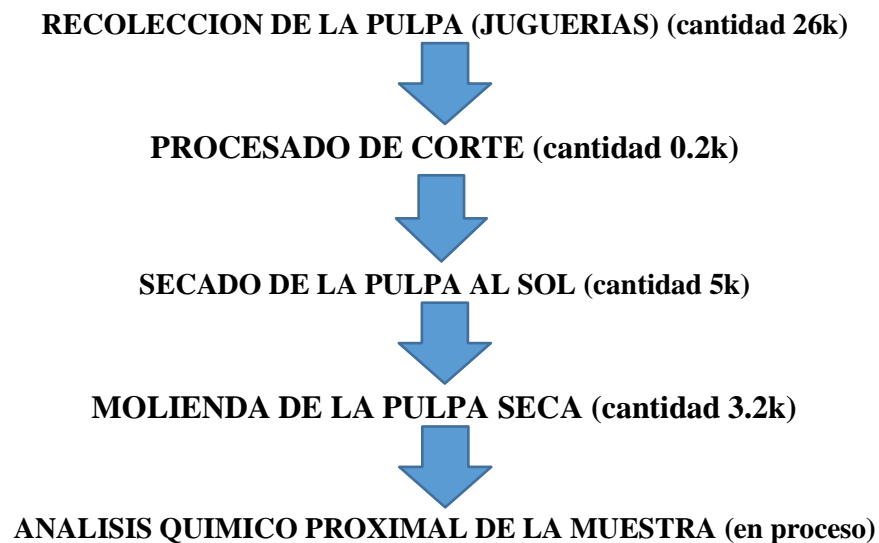 RECOLECCION DE LA PULPA (JUGUERIAS) (cantidad 26k)
PROCESADO DE CORTE (cantidad 0.2k)
SECADO DE LA PULPA AL SOL (cantidad 5k)
MOLIENDA DE LA PULPA SECA (cantidad 3.2k)
ANALISIS QUIMICO PROXIMAL DE LA MUESTRA (en proceso)